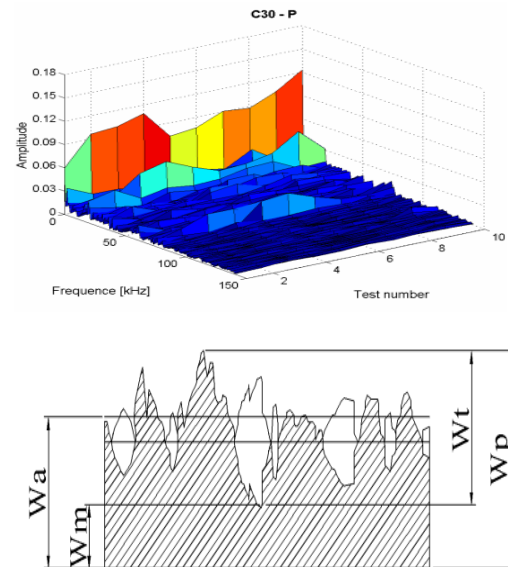 C30 - P
Amplitude
0.18
0.15
0.12
0.09
0.06
0.03
0
0
50
100
150
Frequence [kHz]
2
4
6
8
10
Test number
Wa
Wm
Wt
Wp